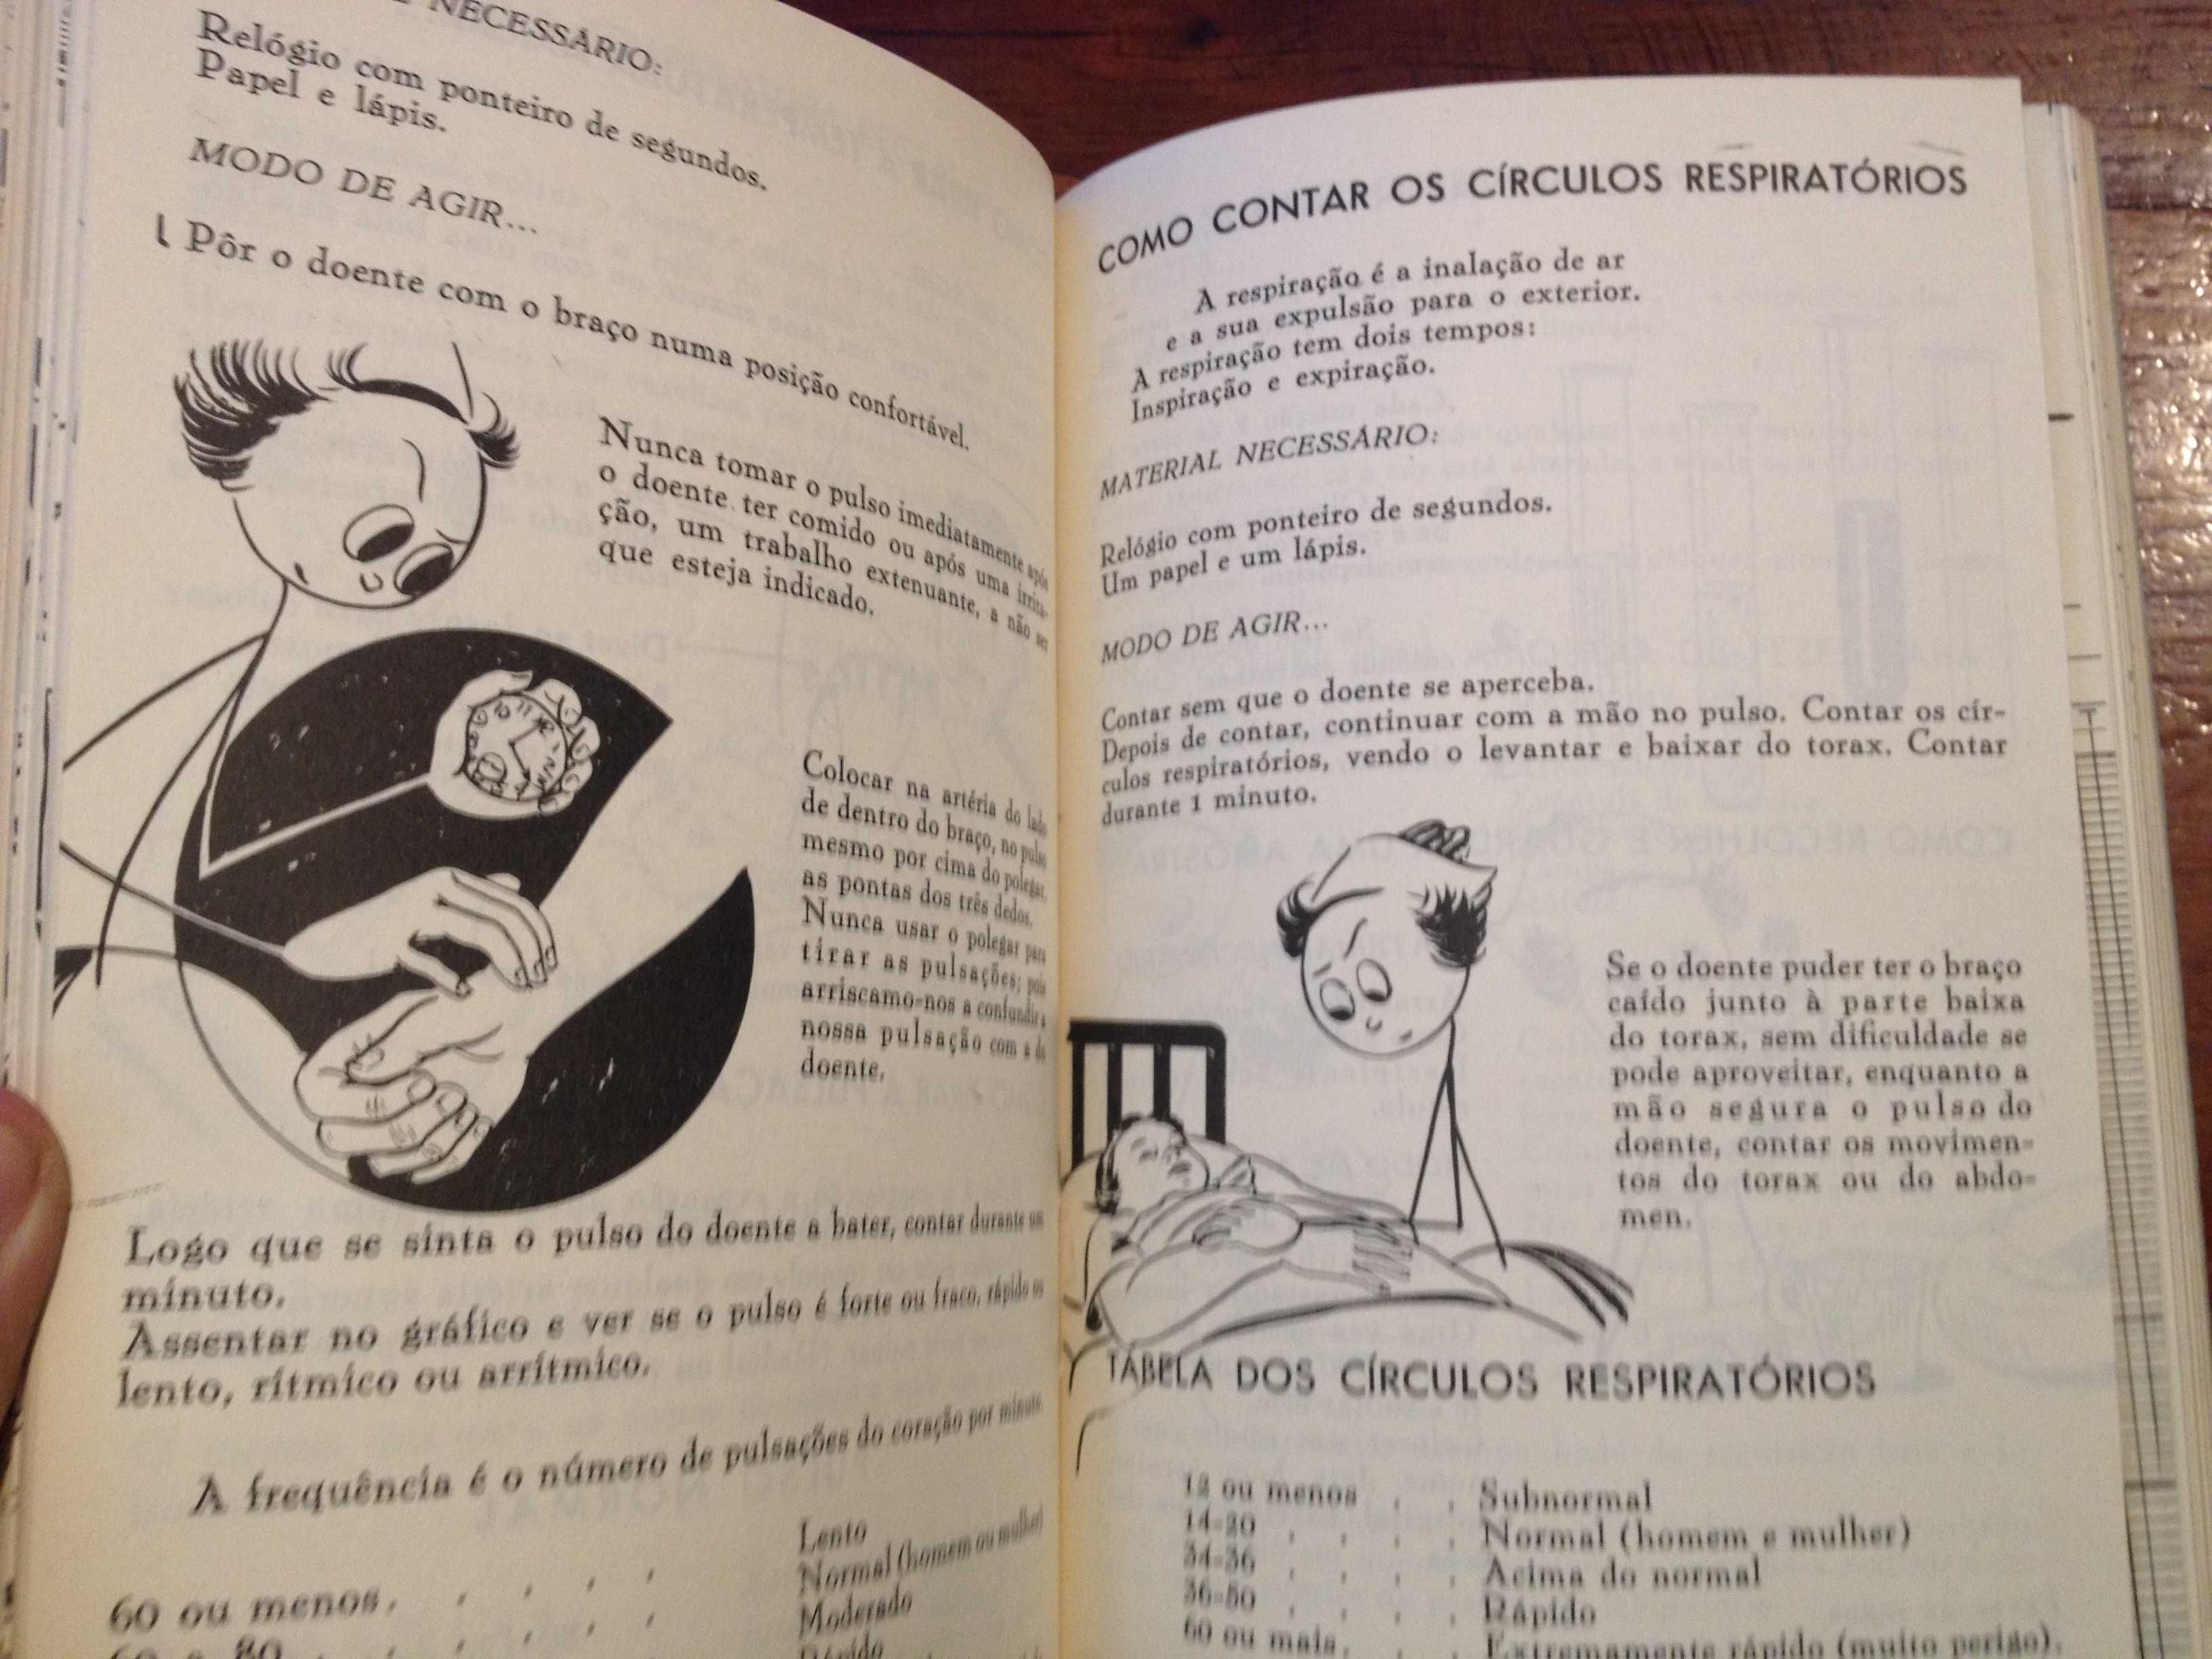 NECESSÁRIO:
Relógio com ponteiro de segundos.
Papel e lápis.
MODO DE AGIR...
Pôr o doente com o braço numa posição confortável.
Nunca tomar o pulso imediatamente após
o doente ter comido ou após uma irrita-
ção, um trabalho extenuante, a não ser
que esteja indicado.
Colocar na artéria do lado
de dentro do braço, no pulso
mesmo por cima do polegar,
as pontas dos três dedos.
Nunca usar o polegar para
tirar as pulsações; pois
arriscamo-nos a confundir a
nossa pulsação com a do
doente.
Logo que se sinta o pulso do doente a bater, contar durante um
minuto.
Assentar no gráfico e ver se o pulso é forte ou fraco, rápido ou
lento, rítmico ou arrítmico.
A frequência é o número de pulsações do coração por minuto.
Lento
60 ou menos. Normal (homem ou mulher)
Moderado
60 a 80 Rápido
COMO CONTAR OS CÍRCULOS RESPIRATÓRIOS
A respiração é a inalação de ar
e a sua expulsão para o exterior.
A respiração tem dois tempos:
Inspiração e expiração.
MATERIAL NECESSÁRIO:
Relógio com ponteiro de segundos.
Um papel e um lápis.
MODO DE AGIR...
Contar sem que o doente se aperceba.
Depois de contar, continuar com a mão no pulso. Contar os cír-
culos respiratórios, vendo o levantar e baixar do torax. Contar
durante 1 minuto.
Se o doente puder ter o braço
caído junto à parte baixa
do torax, sem dificuldade se
pode aproveitar, enquanto a
mão segura o pulso do
doente, contar os movimen-
tos do torax ou do abdo-
men.
TABELA DOS CÍRCULOS RESPIRATÓRIOS
12 ou menos . . Subnormal
14-20 . . . . Normal (homem e mulher)
. . . . Acima do normal
. . . . Rápido
60 ou mais. . . . Extremamente rápido (muito perigo).